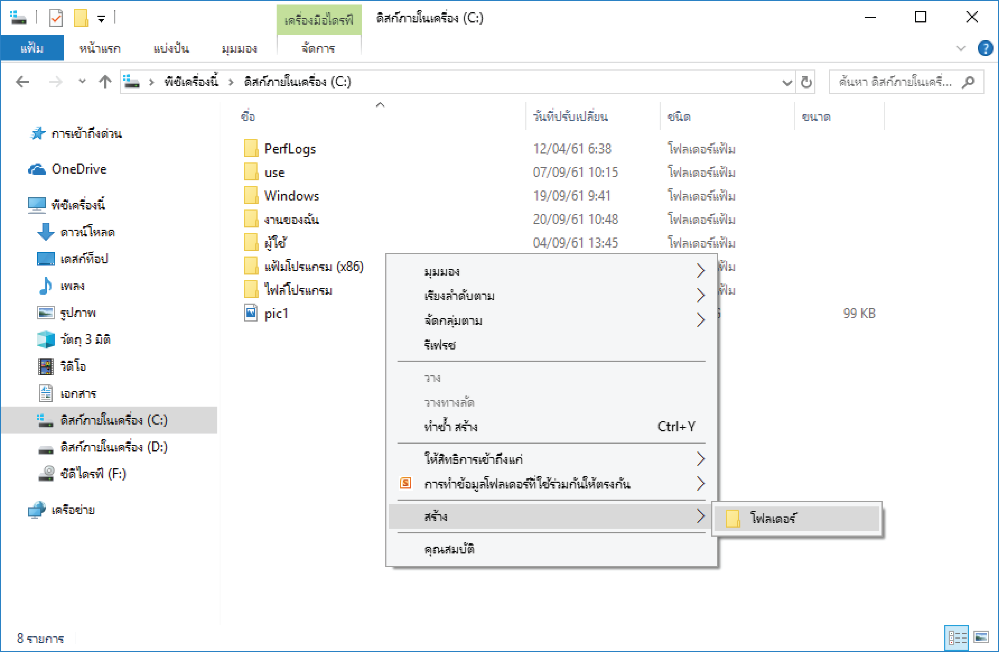 เครื่องมือไดรฟ์
ดิสก์ภายในเครื่อง (C:)
แฟ้ม
หน้าแรก
แบ่งปัน
มุมมอง
จัดการ
พีซีเครื่องนี้
ดิสก์ภายในเครื่อง (C:)
ค้นหา ดิสก์ภายในเครื่...
ชื่อ
วันที่ปรับเปลี่ยน
ชนิด
ขนาด
การเข้าถึงด่วน
OneDrive
พีซีเครื่องนี้
ดาวน์โหลด
เดสก์ท็อป
เพลง
รูปภาพ
วัตถุ 3 มิติ
วิดีโอ
เอกสาร
ดิสก์ภายในเครื่อง (C:)
ดิสก์ภายในเครื่อง (D:)
ซีดีไดรฟ์ (F:)
เครือข่าย
PerfLogs 12/04/61 6:38 โฟลเดอร์แฟ้ม
use 07/09/61 10:15 โฟลเดอร์แฟ้ม
Windows 19/09/61 9:41 โฟลเดอร์แฟ้ม
งานของฉัน 20/09/61 10:48 โฟลเดอร์แฟ้ม
ผู้ใช้ 04/09/61 13:45 โฟลเดอร์แฟ้ม
แฟ้มโปรแกรม (x86) ฟ้ม
ไฟล์โปรแกรม ฟ้ม
pic1 99 KB
มุมมอง
เรียงลำดับตาม
จัดกลุ่มตาม
รีเฟรช
วาง
วางทางลัด
ทำซ้ำ สร้าง Ctrl+Y
ให้สิทธิการเข้าถึงแก่
การทำข้อมูลโฟลเดอร์ที่ใช้ร่วมกันให้ตรงกัน
สร้าง
โฟลเดอร์
คุณสมบัติ
8 รายการ